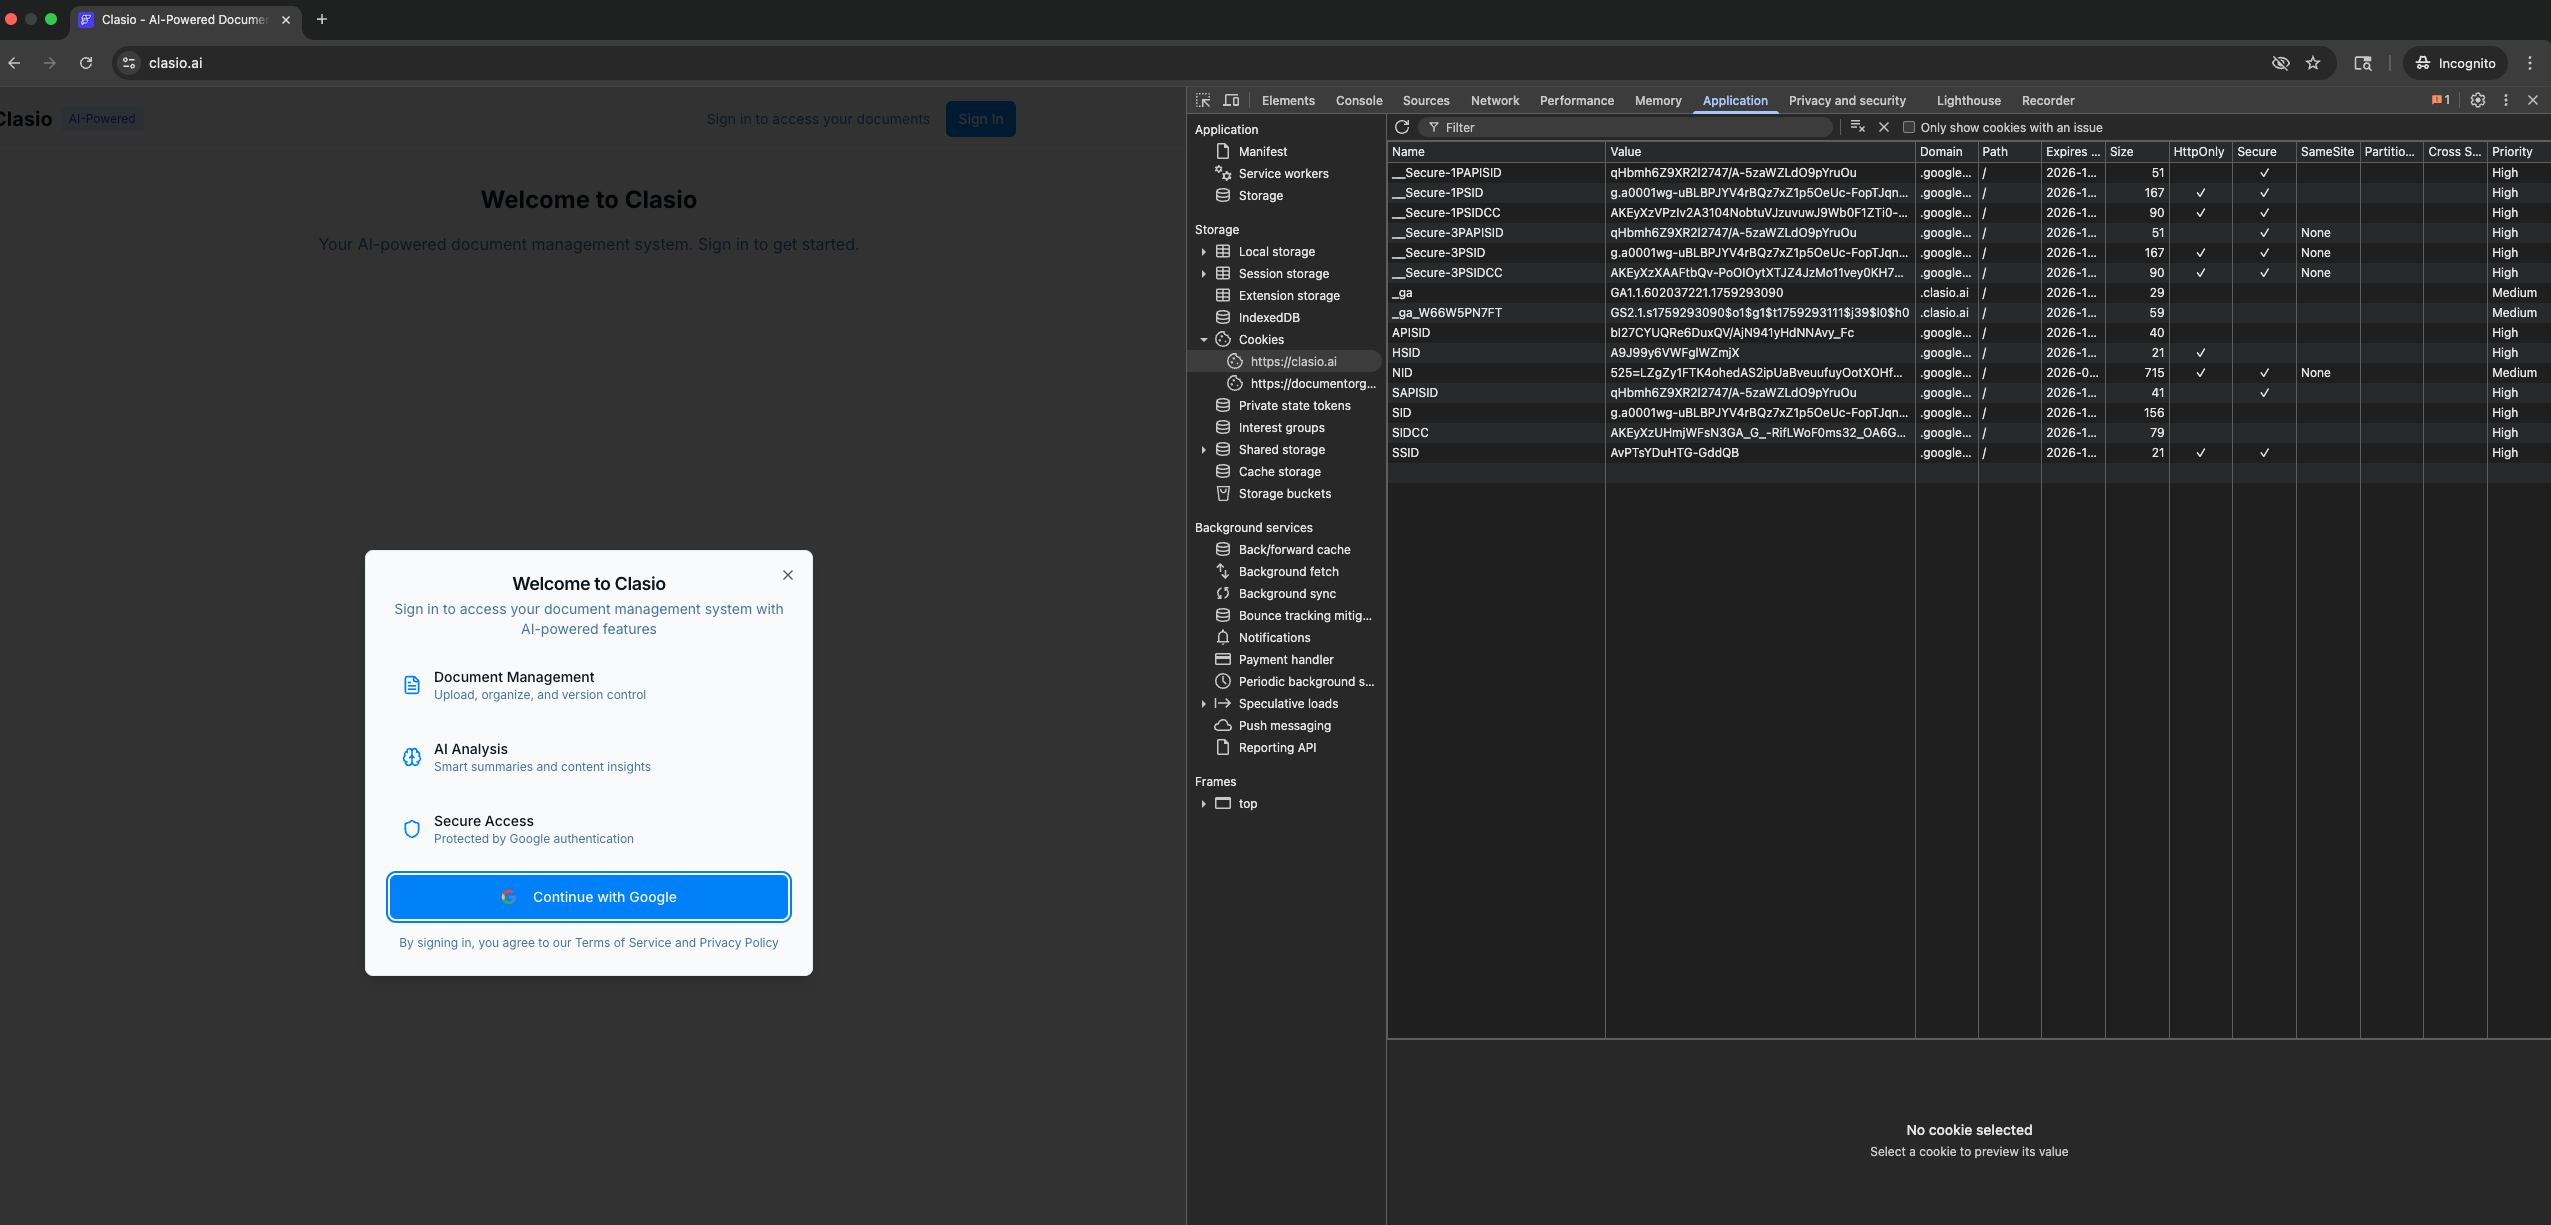 Clasio - AI-Powered Documen
clasio.ai
Incognito
Clasio AI-Powered
Sign in to access your documents Sign In
Welcome to Clasio
Your AI-powered document management system. Sign in to get started.
Welcome to Clasio
Sign in to access your document management system with
AI-powered features
Document Management
Upload, organize, and version control
AI Analysis
Smart summaries and content insights
Secure Access
Protected by Google authentication
Continue with Google
By signing in, you agree to our Terms of Service and Privacy Policy
Elements Console Sources Network Performance Memory Application Privacy and security Lighthouse Recorder 1
Application
Manifest
Service workers
Storage
Storage
Local storage
Session storage
Extension storage
IndexedDB
Cookies
https://clasio.ai
https://documentorg...
Private state tokens
Interest groups
Shared storage
Cache storage
Storage buckets
Background services
Back/forward cache
Background fetch
Background sync
Bounce tracking mitig...
Notifications
Payment handler
Periodic background s...
Speculative loads
Push messaging
Reporting API
Frames
top
Filter Only show cookies with an issue
Name Value Domain Path Expires ... Size HttpOnly Secure SameSite Partitio... Cross S... Priority
__Secure-1PAPISID qHbmh6Z9XR2I2747/A-5zaWZLdO9pYruOu .google... / 2026-1... 51 ✓ High
__Secure-1PSID g.a0001wg-uBLBPJYV4rBQz7xZ1p5OeUc-FopTJqn... .google... / 2026-1... 167 ✓ ✓ High
__Secure-1PSIDCC AKEyXzVPzIv2A3104NobtuVJzuvuwJ9Wb0F1ZTi0-... .google... / 2026-1... 90 ✓ ✓ High
__Secure-3PAPISID qHbmh6Z9XR2I2747/A-5zaWZLdO9pYruOu .google... / 2026-1... 51 ✓ None High
__Secure-3PSID g.a0001wg-uBLBPJYV4rBQz7xZ1p5OeUc-FopTJqn... .google... / 2026-1... 167 ✓ ✓ None High
__Secure-3PSIDCC AKEyXzXAAFtbQv-PoOIOytXTJZ4JzMo11vey0KH7... .google... / 2026-1... 90 ✓ ✓ None High
_ga GA1.1.602037221.1759293090 .clasio.ai / 2026-1... 29 Medium
_ga_W66W5PN7FT GS2.1.s1759293090$o1$g1$t1759293111$j39$l0$h0 .clasio.ai / 2026-1... 59 Medium
APISID bI27CYUQRe6DuxQV/AjN941yHdNNAvy_Fc .google... / 2026-1... 40 High
HSID A9J99y6VWFglWZmjX .google... / 2026-1... 21 ✓ High
NID 525=LZgZy1FTK4ohedAS2ipUaBveuufuyOotXOHf... .google... / 2026-0... 715 ✓ ✓ None Medium
SAPISID qHbmh6Z9XR2I2747/A-5zaWZLdO9pYruOu .google... / 2026-1... 41 ✓ High
SID g.a0001wg-uBLBPJYV4rBQz7xZ1p5OeUc-FopTJqn... .google... / 2026-1... 156 High
SIDCC AKEyXzUHmjWFsN3GA_G_-RifLWoF0ms32_OA6G... .google... / 2026-1... 79 High
SSID AvPTsYDuHTG-GddQB .google... / 2026-1... 21 ✓ ✓ High
No cookie selected
Select a cookie to preview its value